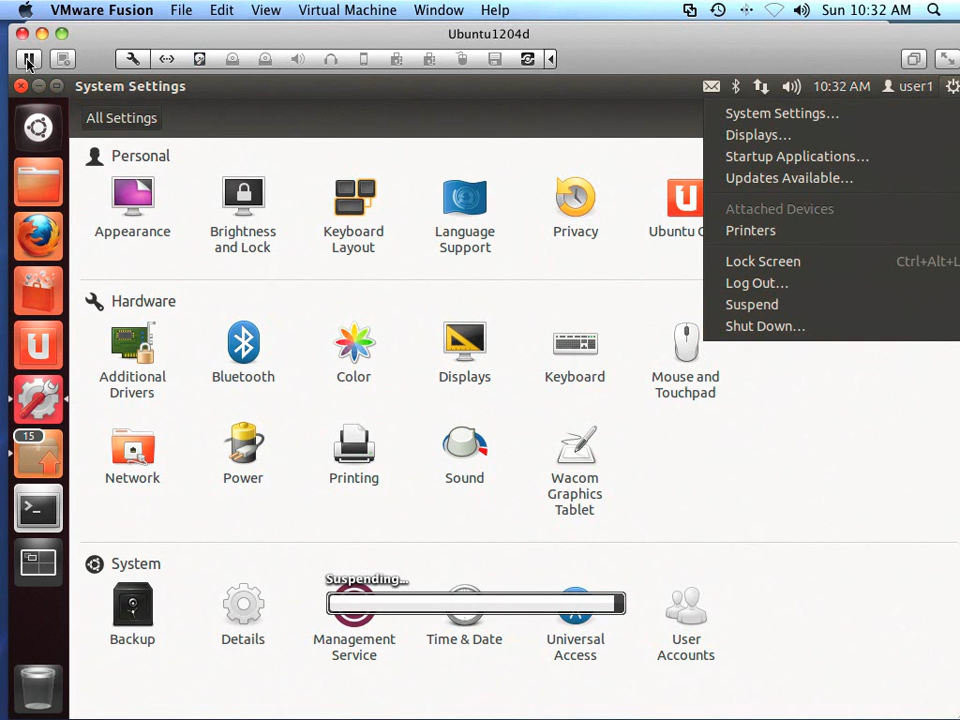 VMware Fusion File Edit View Virtual Machine Window Help Sun 10:32 AM
Ubuntu1204d
System Settings 10:32 AM user1
All Settings
System Settings...
Displays...
Startup Applications...
Updates Available...
Attached Devices
Printers
Lock Screen Ctrl+Alt+L
Log Out...
Suspend
Shut Down...
Personal
Appearance
Brightness
and Lock
Keyboard
Layout
Language
Support
Privacy
Ubuntu
Hardware
Additional
Drivers
Bluetooth
Color
Displays
Keyboard
Mouse and
Touchpad
15
Network
Power
Printing
Sound
Wacom
Graphics
Tablet
System
Suspending...
Backup
Details
Management
Service
Time & Date
Universal
Access
User
Accounts